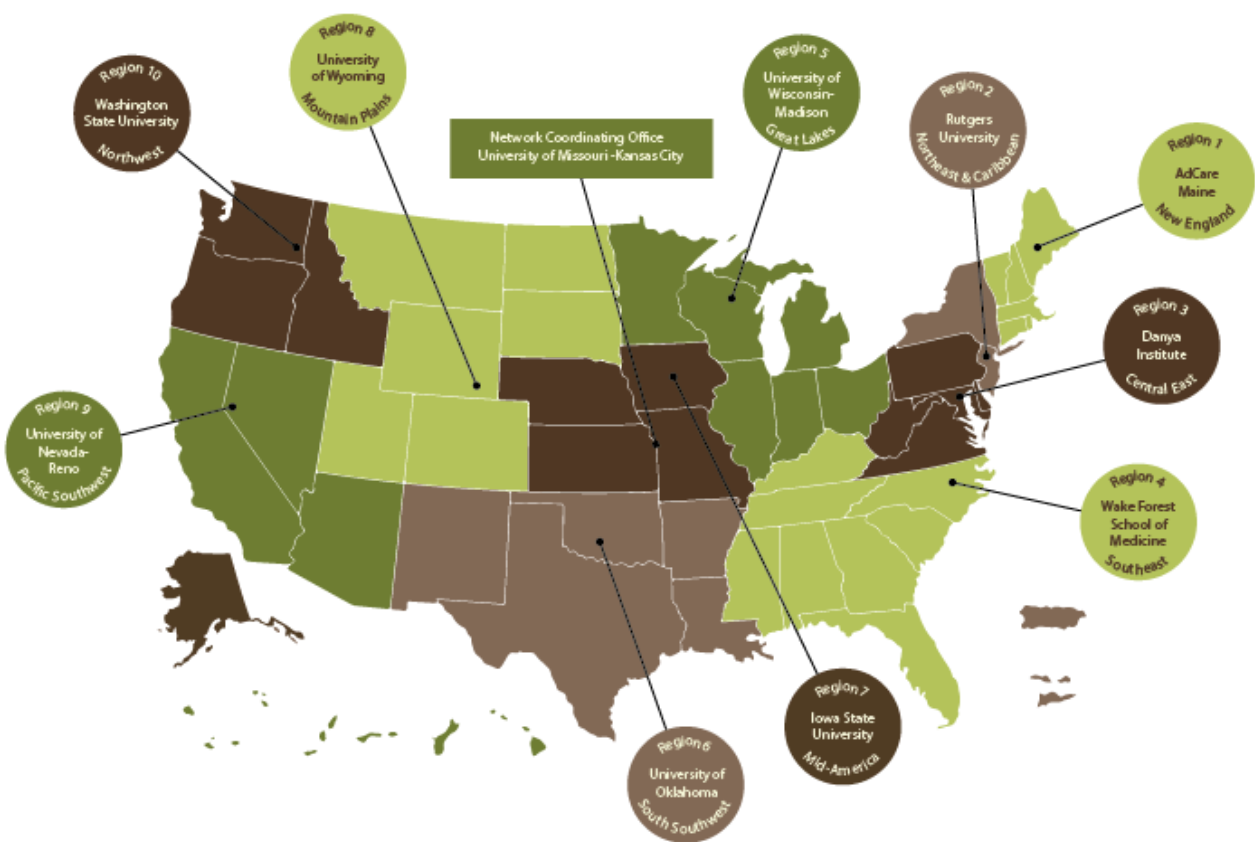 Region 10
Washington
State University
Northwest
Region 8
University
of Wyoming
Mountain Plains
Network Coordinating Office
University of Missouri -Kansas City
Region 5
University of
Wisconsin-
Madison
Great Lakes
Region 2
Rutgers
University
Northeast & Caribbean
Region 1
AdCare
Maine
New England
Region 3
Danya
Institute
Central East
Region 9
University of
Nevada-
Reno
Pacific Southwest
Region 4
Wake Forest
School of
Medicine
Southeast
Region 7
Iowa State
University
Mid-America
Region 6
University of
Oklahoma
South Southwest